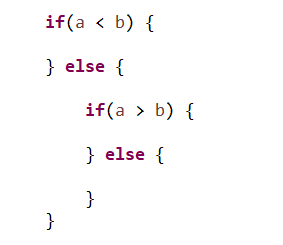 if(a < b) {
} else {
if(a > b) {
} else {
}
}